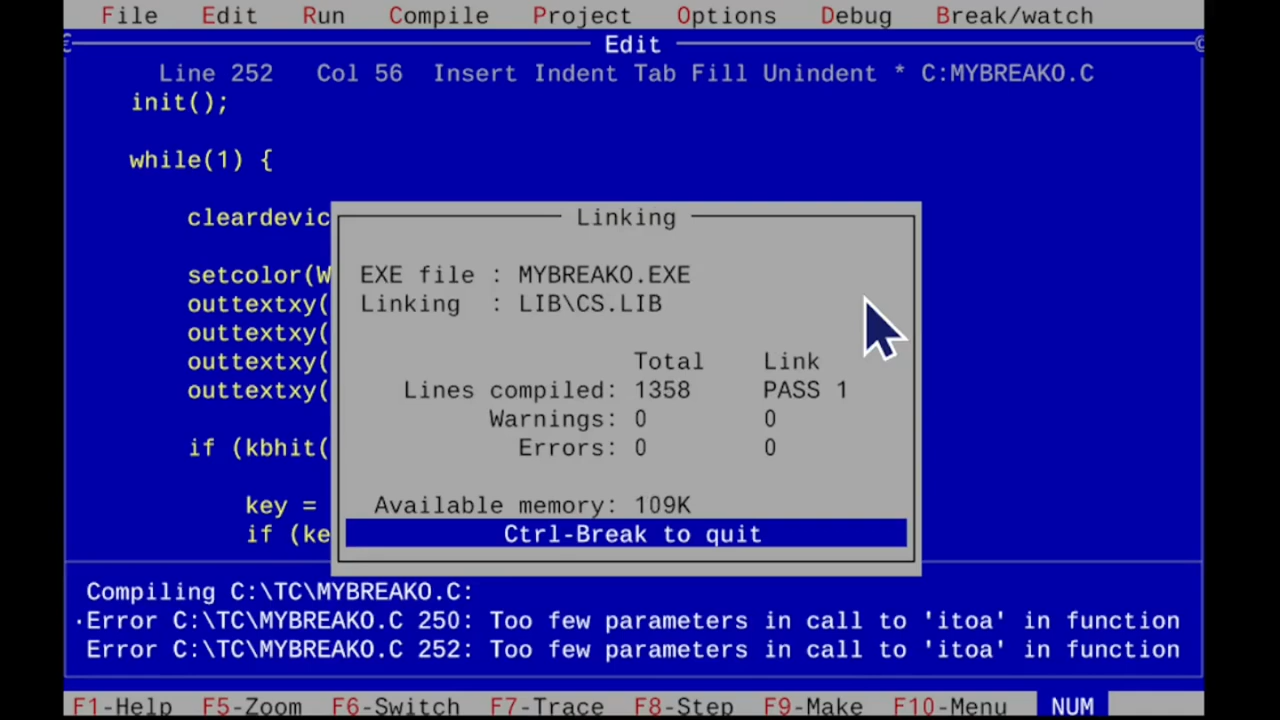 File Edit Run Compile Project Options Debug Break/watch
Edit
Line 252 Col 56 Insert Indent Tab Fill Unindent * C:MYBREAKO.C
init();
while(1) {
cleardevic
setcolor(W
outtextxy(
outtextxy(
outtextxy(
outtextxy(
if (kbhit(
key =
if (ke
Linking
EXE file : MYBREAKO.EXE
Linking : LIB\CS.LIB
Total Link
Lines compiled: 1358 PASS 1
Warnings: 0 0
Errors: 0 0
Available memory: 109K
Ctrl-Break to quit
Compiling C:\TC\MYBREAKO.C:
·Error C:\TC\MYBREAKO.C 250: Too few parameters in call to 'itoa' in function
Error C:\TC\MYBREAKO.C 252: Too few parameters in call to 'itoa' in function
F1-Help F5-Zoom F6-Switch F7-Trace F8-Step F9-Make F10-Menu NUM